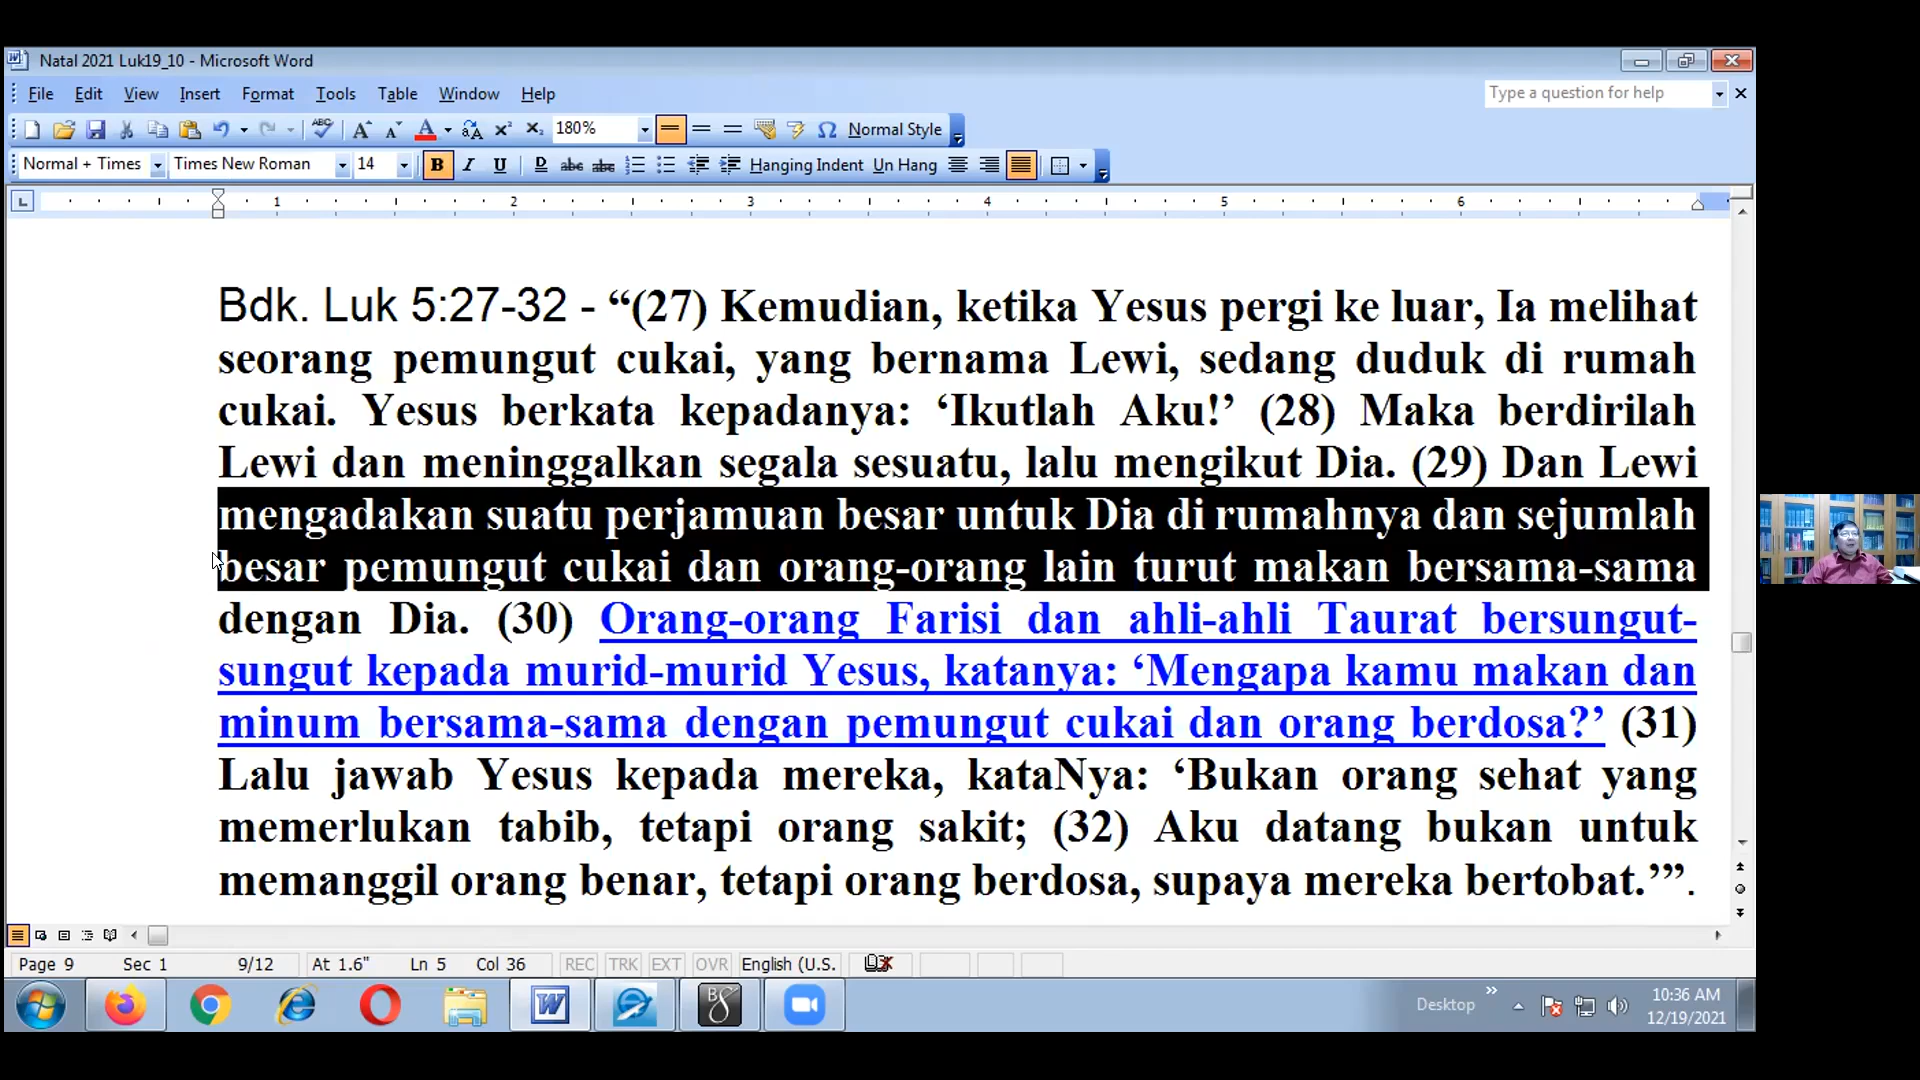 Natal 2021 Luk19_10 - Microsoft Word
File Edit View Insert Format Tools Table Window Help
Type a question for help
180%
Normal Style
Normal + Times
Times New Roman
14
B I U
Hanging Indent Un Hang
1 2 3 4 5 6
Bdk. Luk 5:27-32 - “(27) Kemudian, ketika Yesus pergi ke luar, Ia melihat
seorang pemungut cukai, yang bernama Lewi, sedang duduk di rumah
cukai. Yesus berkata kepadanya: ‘Ikutlah Aku!’ (28) Maka berdirilah
Lewi dan meninggalkan segala sesuatu, lalu mengikut Dia. (29) Dan Lewi
mengadakan suatu perjamuan besar untuk Dia di rumahnya dan sejumlah
besar pemungut cukai dan orang-orang lain turut makan bersama-sama
dengan Dia. (30) Orang-orang Farisi dan ahli-ahli Taurat bersungut-
sungut kepada murid-murid Yesus, katanya: ‘Mengapa kamu makan dan
minum bersama-sama dengan pemungut cukai dan orang berdosa?’ (31)
Lalu jawab Yesus kepada mereka, kataNya: ‘Bukan orang sehat yang
memerlukan tabib, tetapi orang sakit; (32) Aku datang bukan untuk
memanggil orang benar, tetapi orang berdosa, supaya mereka bertobat.’”.
Page 9 Sec 1 9/12 At 1.6" Ln 5 Col 36 REC TRK EXT OVR English (U.S.
Desktop
10:36 AM
12/19/2021